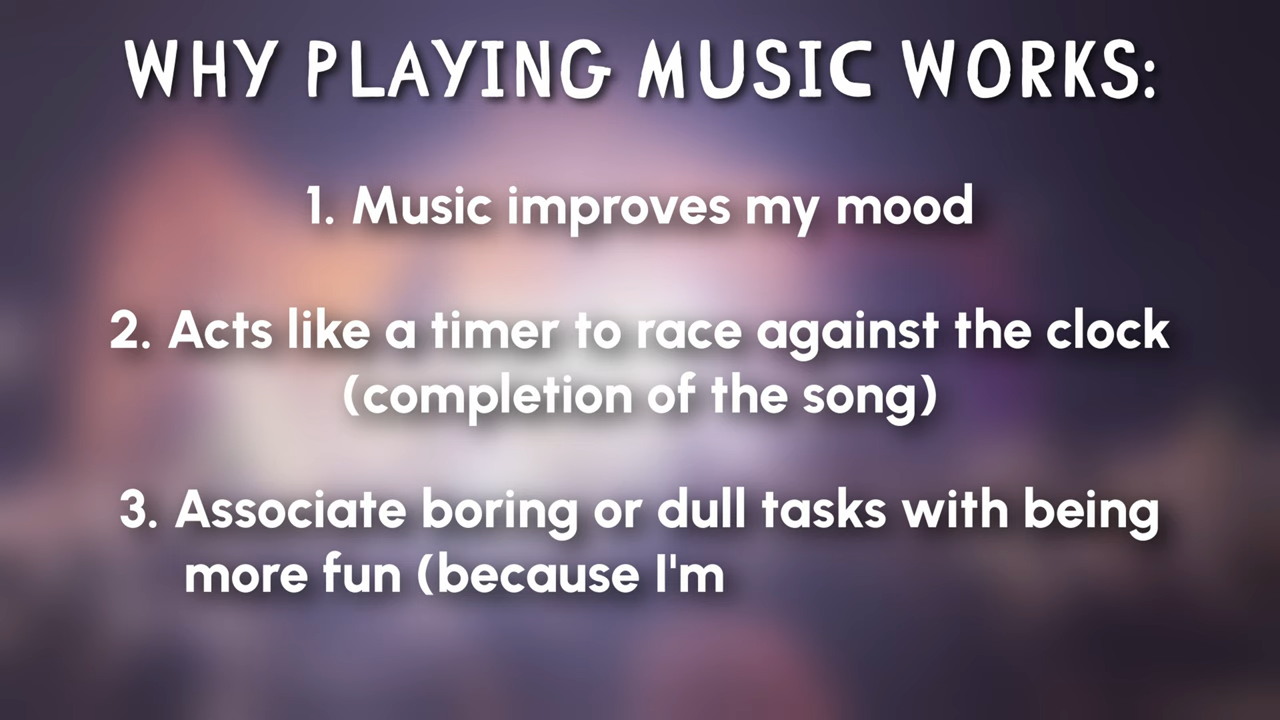 WHY PLAYING MUSIC WORKS:
1. Music improves my mood
2. Acts like a timer to race against the clock
(completion of the song)
3. Associate boring or dull tasks with being
more fun (because I'm